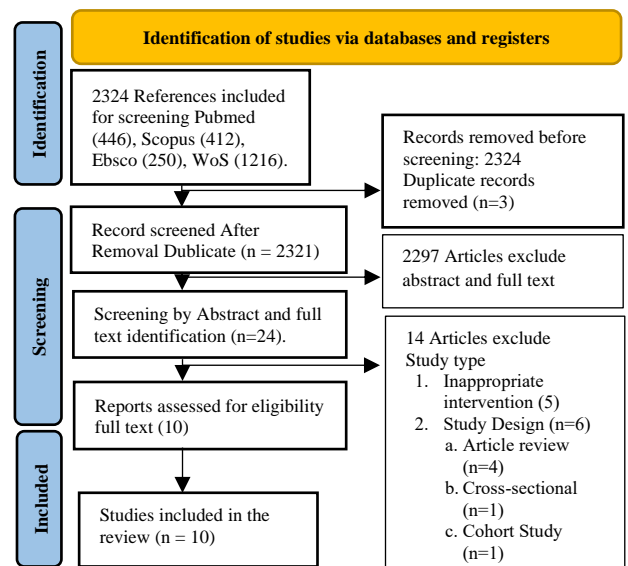 Identification of studies via databases and registers
Identification
2324 References included
for screening Pubmed
(446), Scopus (412),
Ebsco (250), WoS (1216).
Records removed before
screening: 2324
Duplicate records
removed (n=3)
Screening
Record screened After
Removal Dublicate (n = 2321)
2297 Articles exclude
abstract and full text
Screening by Abstract and full
text identification (n=24).
14 Articles exclude
Study type
1. Inappropriate
intervention (5)
2. Study Design (n=6)
a. Article review
(n=4)
b. Cross-sectional
(n=1)
c. Cohort Study
(n=1)
Reports assessed for eligibility
full text (10)
Included
Studies included in the
review (n = 10)